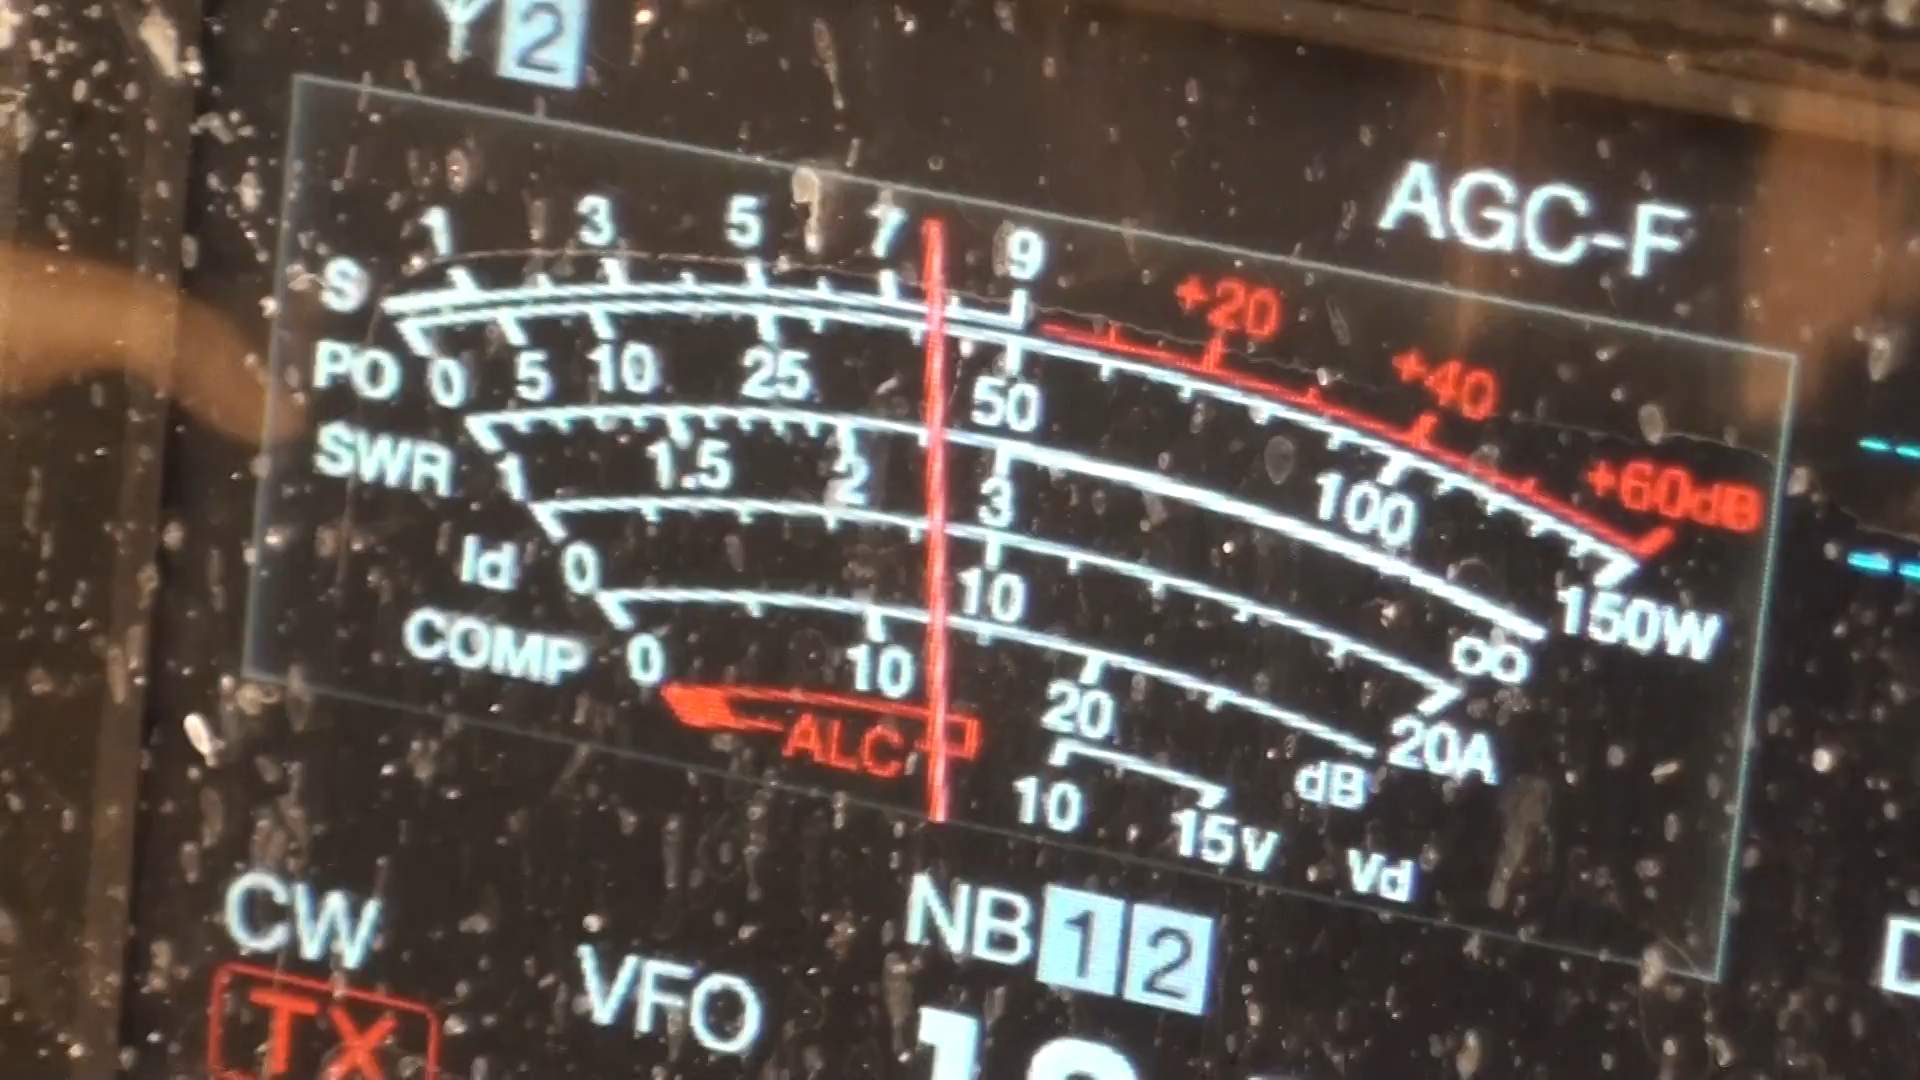 Y 2
AGC-F
S 1 3 5 7 9 +20 +40 +60dB
PO 0 5 10 25 50 100 150W
SWR 1 1.5 2 3 ∞
Id 0 10 20A
COMP 0 10 20 dB
ALC
10 15V Vd
CW VFO NB 1 2
TX